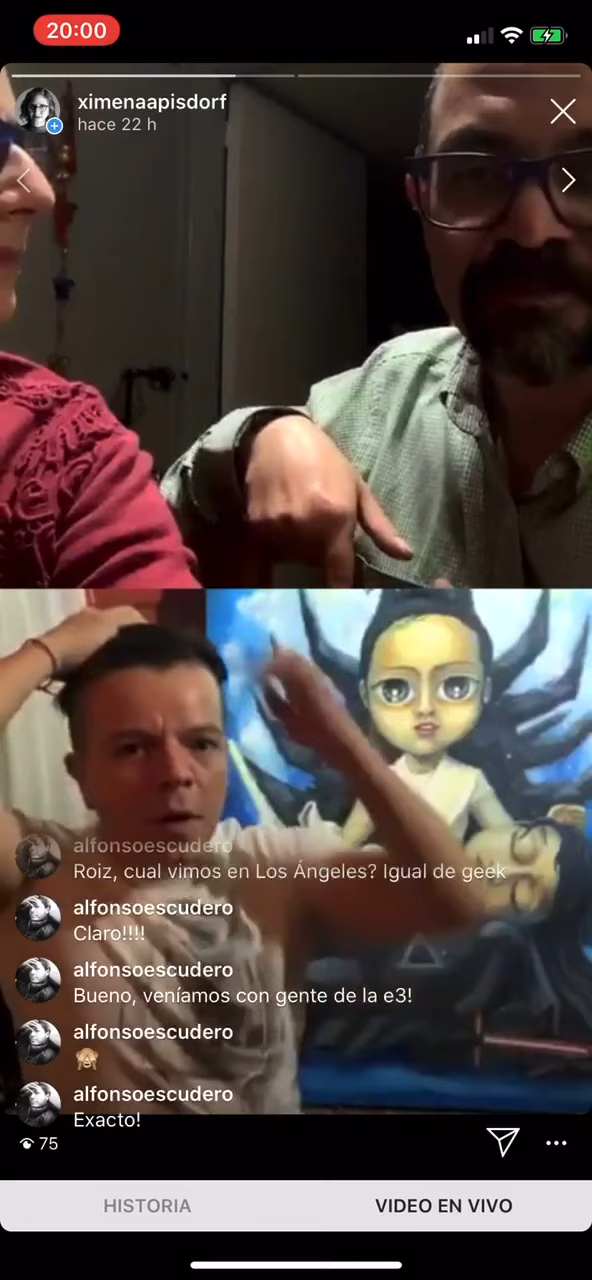 20:00
ximenaapisdorf
hace 22 h
alfonsoescudero
Roiz, cual vimos en Los Ángeles? Igual de geek
alfonsoescudero
Claro!!!!
alfonsoescudero
Bueno, veníamos con gente de la e3!
alfonsoescudero
🙈
alfonsoescudero
Exacto!
75
HISTORIA
VIDEO EN VIVO